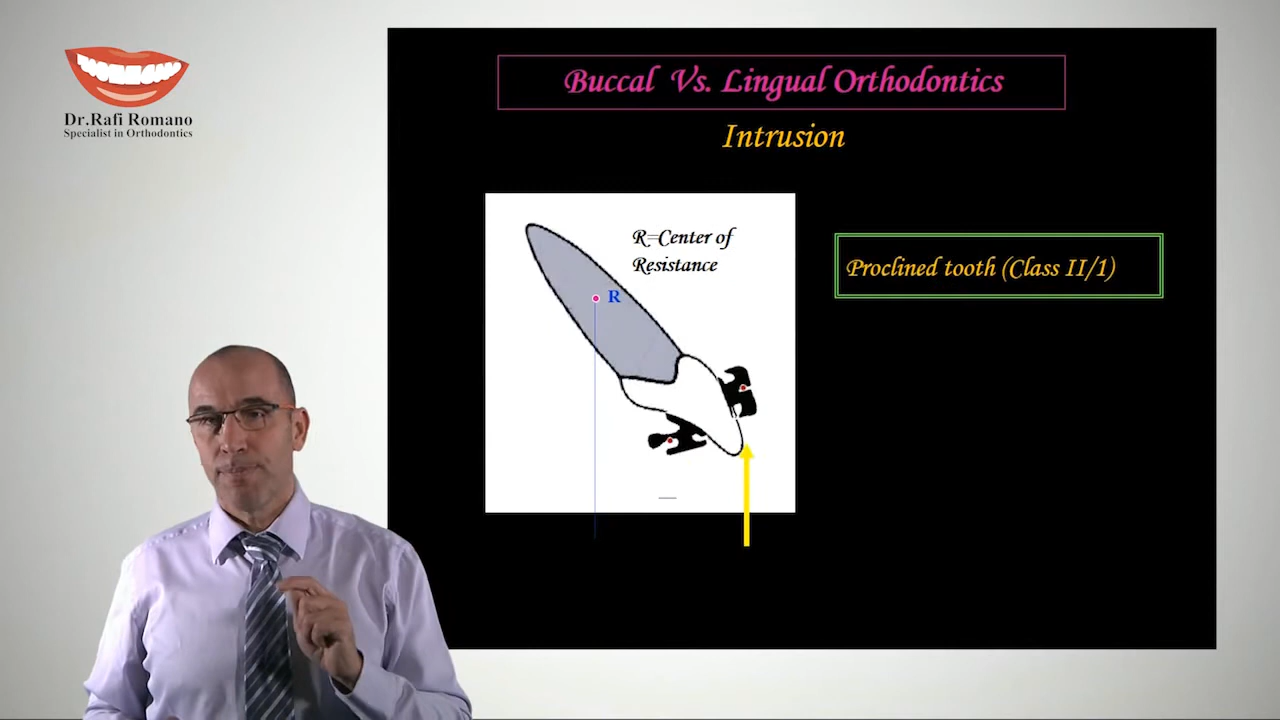 Dr.Rafi Romano
Specialist in Orthodontics
Buccal Vs. Lingual Orthodontics
Intrusion
R=Center of
Resistance
R
Proclined tooth (Class II/1)